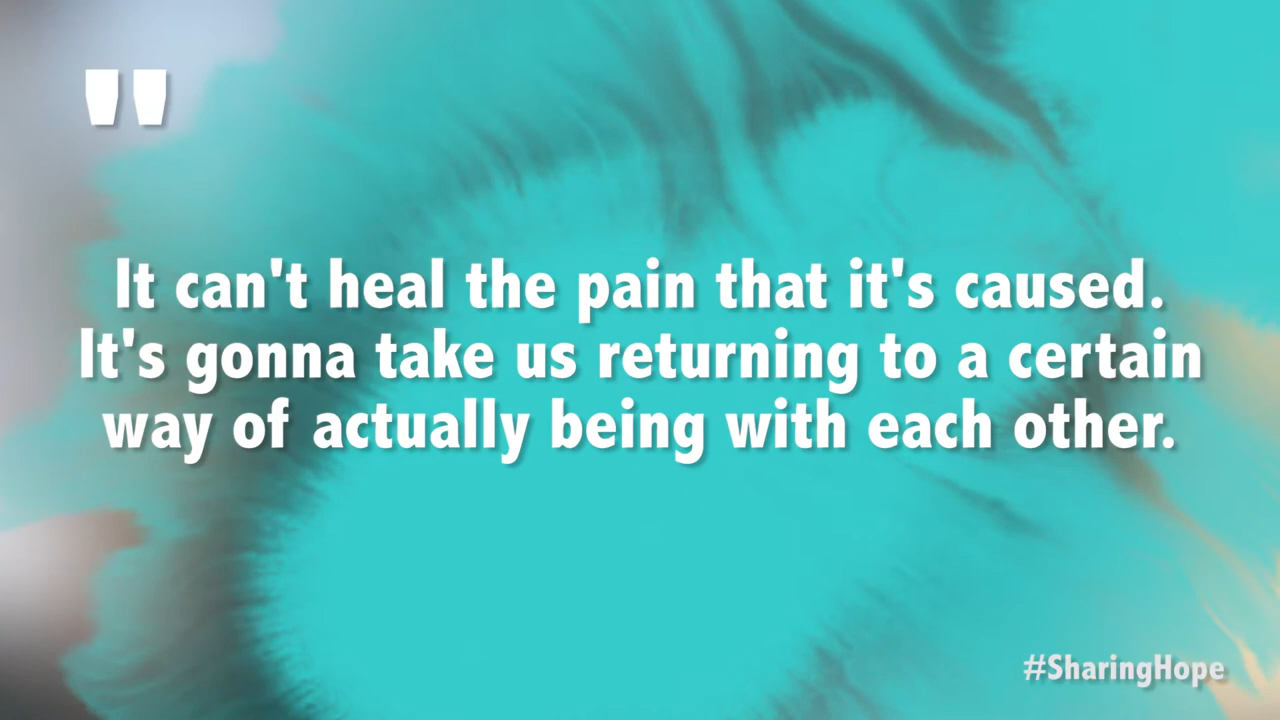 "
It can't heal the pain that it's caused.
It's gonna take us returning to a certain
way of actually being with each other.
#SharingHope